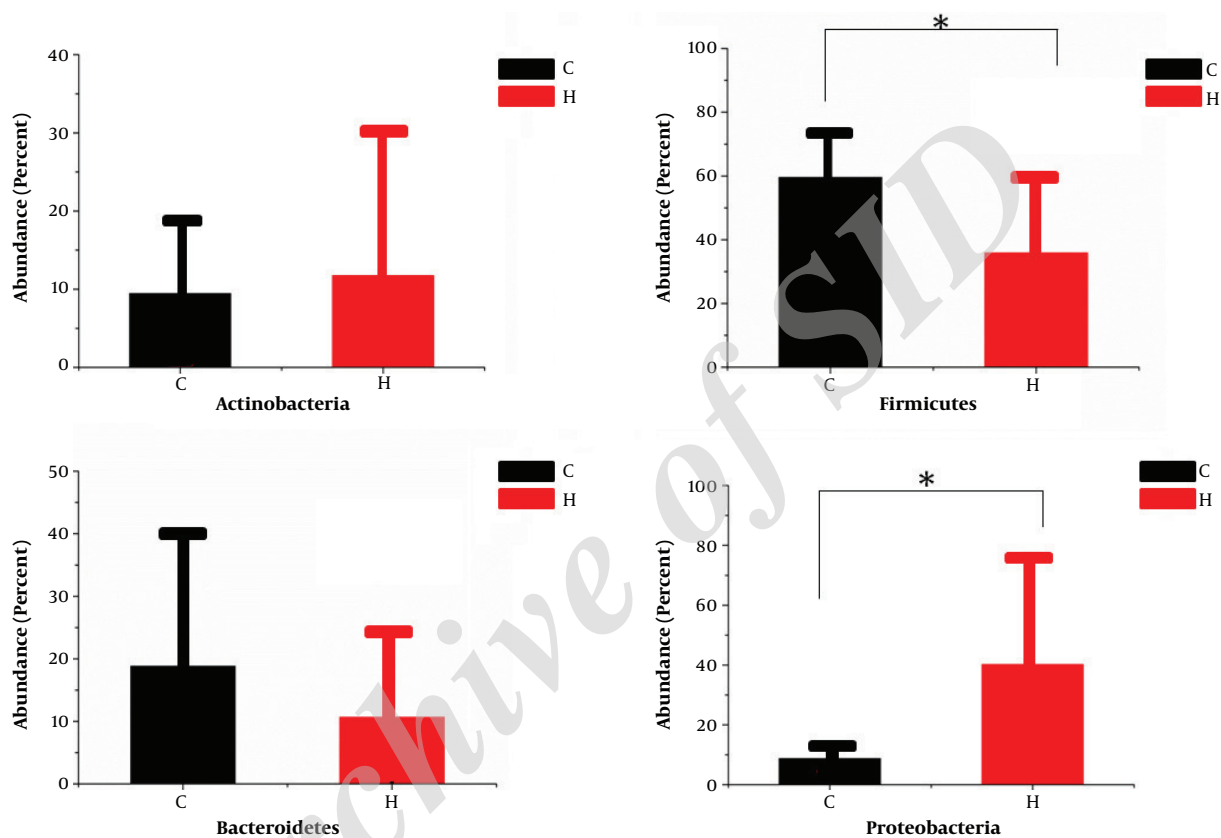 40
30
20
10
0
Abundance (Percent)
C
H
C
H
Actinobacteria
*
100
80
60
40
20
0
Abundance (Percent)
C
H
C
H
Firmicutes
50
40
30
20
10
0
Abundance (Percent)
C
H
C
H
Bacteroidetes
*
100
80
60
40
20
0
Abundance (Percent)
C
H
C
H
Proteobacteria
rchive of SID